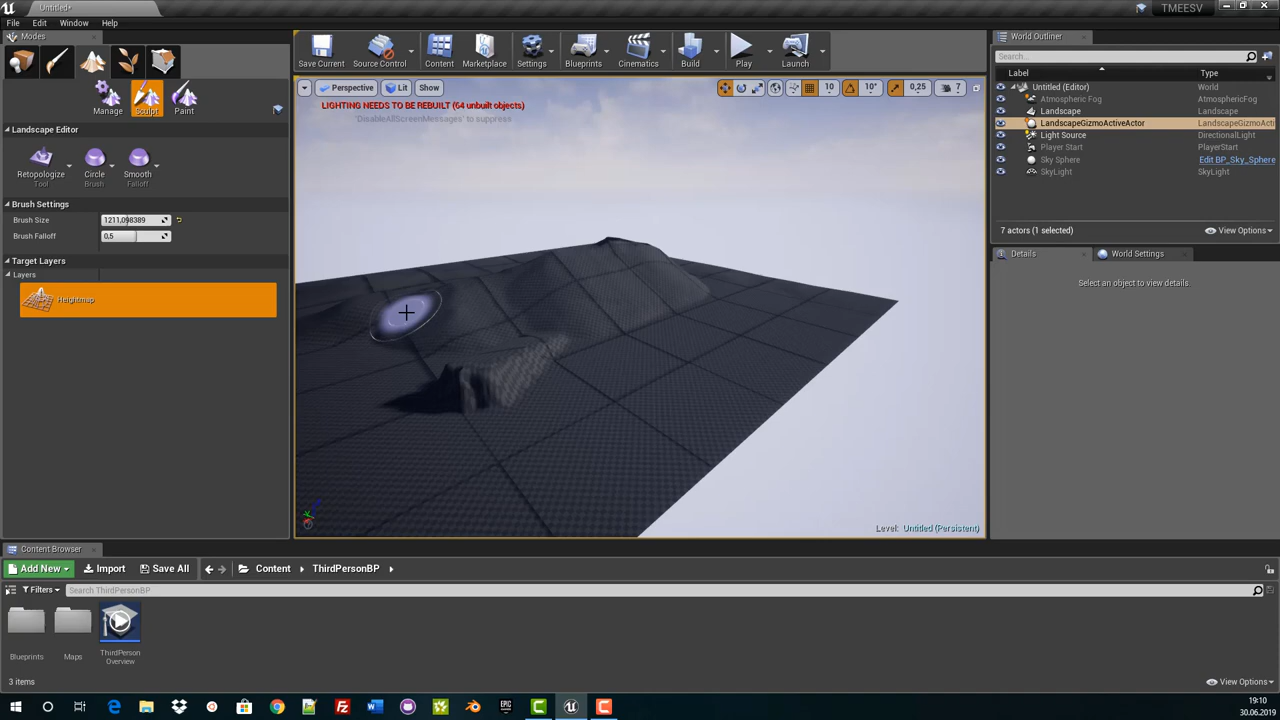 Untitled*
TMEESV
File Edit Window Help
Modes
Manage Sculpt Paint
Landscape Editor
Retopologize Circle Smooth
Tool Brush Falloff
Brush Settings
Brush Size 1211,098389
Brush Falloff 0,5
Target Layers
Layers
Heightmap
Save Current Source Control Content Marketplace Settings Blueprints Cinematics Build Play Launch
Perspective Lit Show 10 10° 0,25 7
LIGHTING NEEDS TO BE REBUILT (64 unbuilt objects)
'DisableAllScreenMessages' to suppress
Level: Untitled (Persistent)
World Outliner
Search...
Label Type
Untitled (Editor) World
Atmospheric Fog AtmosphericFog
Landscape Landscape
LandscapeGizmoActiveActor LandscapeGizmoActi
Light Source DirectionalLight
Player Start PlayerStart
Sky Sphere Edit BP_Sky_Sphere
SkyLight SkyLight
7 actors (1 selected) View Options
Details World Settings
Select an object to view details.
Content Browser
Add New Import Save All Content ThirdPersonBP
Filters Search ThirdPersonBP
Blueprints Maps ThirdPerson
Overview
3 items View Options
19:10
30.06.2019